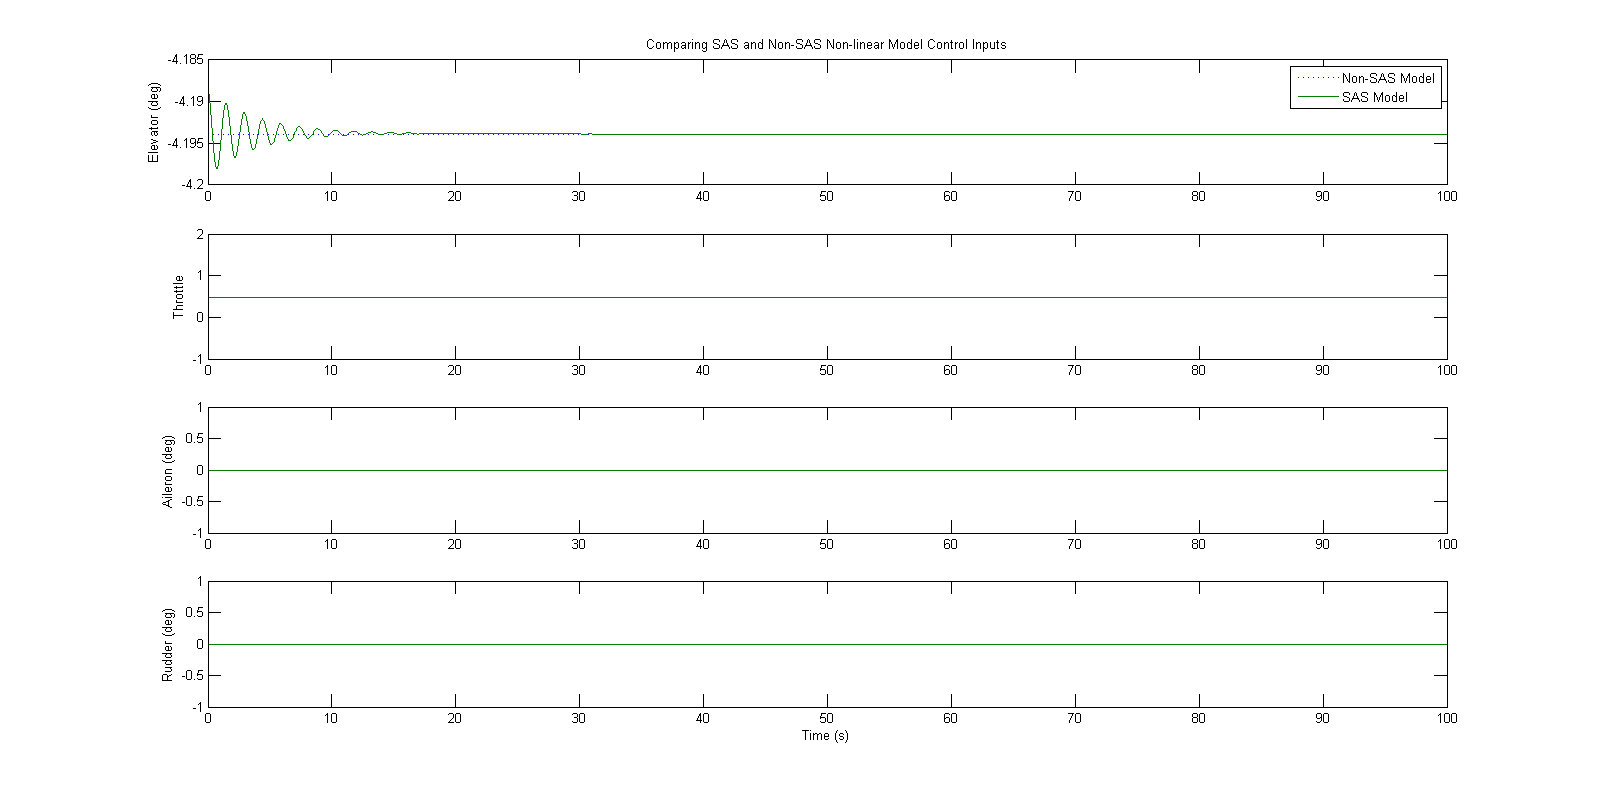 Comparing SAS and Non-SAS Non-linear Model Control Inputs
Non-SAS Model
SAS Model
Elevator (deg)
-4.185
-4.19
-4.195
-4.2
0 10 20 30 40 50 60 70 80 90 100
Throttle
2
1
0
-1
0 10 20 30 40 50 60 70 80 90 100
Aileron (deg)
1
0.5
0
-0.5
-1
0 10 20 30 40 50 60 70 80 90 100
Rudder (deg)
1
0.5
0
-0.5
-1
0 10 20 30 40 50 60 70 80 90 100
Time (s)